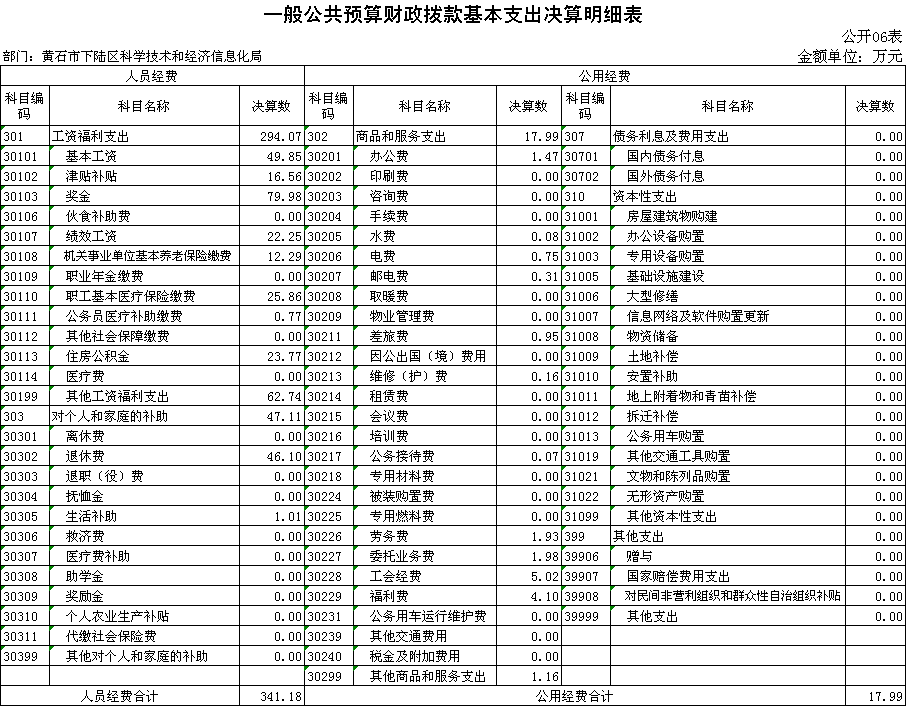 一般公共预算财政拨款基本支出决算明细表
公开06表
部门：黄石市下陆区科学技术和经济信息化局 金额单位：万元
人员经费 公用经费
科目编码 科目名称 决算数 科目编码 科目名称 决算数 科目编码 科目名称 决算数
301 工资福利支出 294.07 302 商品和服务支出 17.99 307 债务利息及费用支出 0.00
30101 基本工资 49.85 30201 办公费 1.47 30701 国内债务付息 0.00
30102 津贴补贴 16.56 30202 印刷费 0.00 30702 国外债务付息 0.00
30103 奖金 79.98 30203 咨询费 0.00 310 资本性支出 0.00
30106 伙食补助费 0.00 30204 手续费 0.00 31001 房屋建筑物购建 0.00
30107 绩效工资 22.25 30205 水费 0.08 31002 办公设备购置 0.00
30108 机关事业单位基本养老保险缴费 12.29 30206 电费 0.75 31003 专用设备购置 0.00
30109 职业年金缴费 0.00 30207 邮电费 0.31 31005 基础设施建设 0.00
30110 职工基本医疗保险缴费 25.86 30208 取暖费 0.00 31006 大型修缮 0.00
30111 公务员医疗补助缴费 0.77 30209 物业管理费 0.00 31007 信息网络及软件购置更新 0.00
30112 其他社会保障缴费 0.00 30211 差旅费 0.95 31008 物资储备 0.00
30113 住房公积金 23.77 30212 因公出国（境）费用 0.00 31009 土地补偿 0.00
30114 医疗费 0.00 30213 维修（护）费 0.16 31010 安置补助 0.00
30199 其他工资福利支出 62.74 30214 租赁费 0.00 31011 地上附着物和青苗补偿 0.00
303 对个人和家庭的补助 47.11 30215 会议费 0.00 31012 拆迁补偿 0.00
30301 离休费 0.00 30216 培训费 0.00 31013 公务用车购置 0.00
30302 退休费 46.10 30217 公务接待费 0.07 31019 其他交通工具购置 0.00
30303 退职（役）费 0.00 30218 专用材料费 0.00 31021 文物和陈列品购置 0.00
30304 抚恤金 0.00 30224 被装购置费 0.00 31022 无形资产购置 0.00
30305 生活补助 1.01 30225 专用燃料费 0.00 31099 其他资本性支出 0.00
30306 救济费 0.00 30226 劳务费 1.93 399 其他支出 0.00
30307 医疗费补助 0.00 30227 委托业务费 1.98 39906 赠与 0.00
30308 助学金 0.00 30228 工会经费 5.02 39907 国家赔偿费用支出 0.00
30309 奖励金 0.00 30229 福利费 4.10 39908 对民间非营利组织和群众性自治组织补贴 0.00
30310 个人农业生产补贴 0.00 30231 公务用车运行维护费 0.00 39999 其他支出 0.00
30311 代缴社会保险费 0.00 30239 其他交通费用 0.00
30399 其他对个人和家庭的补助 0.00 30240 税金及附加费用 0.00
30299 其他商品和服务支出 1.16
人员经费合计 341.18 公用经费合计 17.99